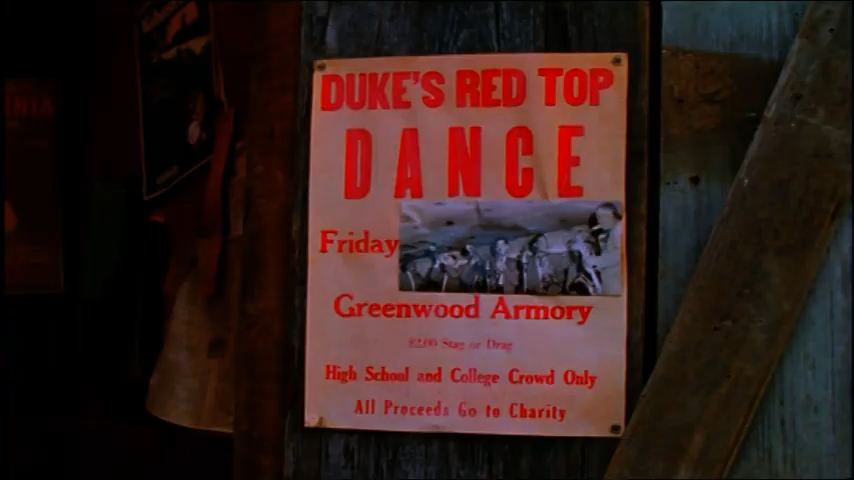 DUKE'S RED TOP
DANCE
Friday
Greenwood Armory
$2.00 Stag or Drag
High School and College Crowd Only
All Proceeds Go to Charity